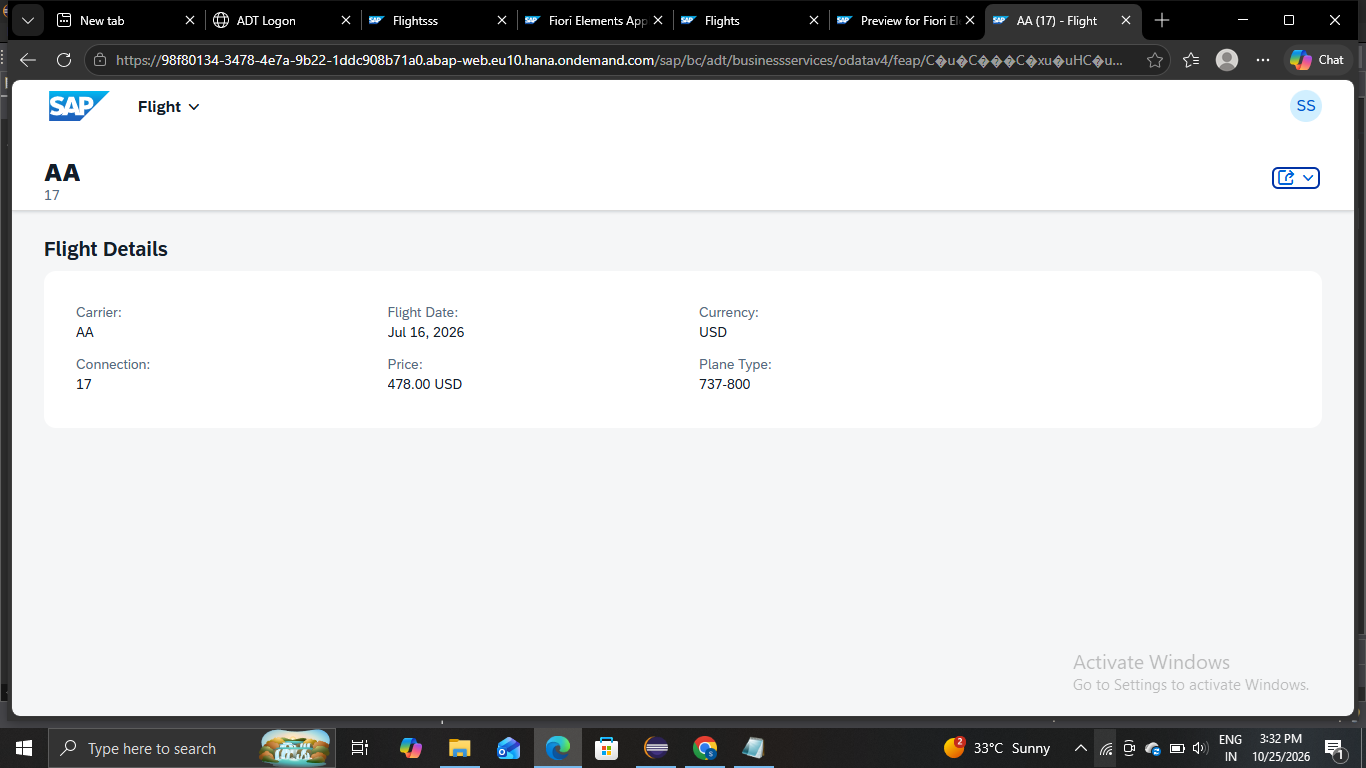 New tab
ADT Logon
Flightsss
Fiori Elements App
Flights
Preview for Fiori El
AA (17) - Flight
https://98f80134-3478-4e7a-9b22-1ddc908b71a0.abap-web.eu10.hana.ondemand.com/sap/bc/adt/businessservices/odatav4/feap/C�u�C���C�xu�uHC�u...
Chat
SAP
Flight
SS
AA
17
Flight Details
Carrier:
AA
Flight Date:
Jul 16, 2026
Currency:
USD
Connection:
17
Price:
478.00 USD
Plane Type:
737-800
Activate Windows
Go to Settings to activate Windows.
Type here to search
2
33°C Sunny
ENG
IN
3:32 PM
10/25/2026
1